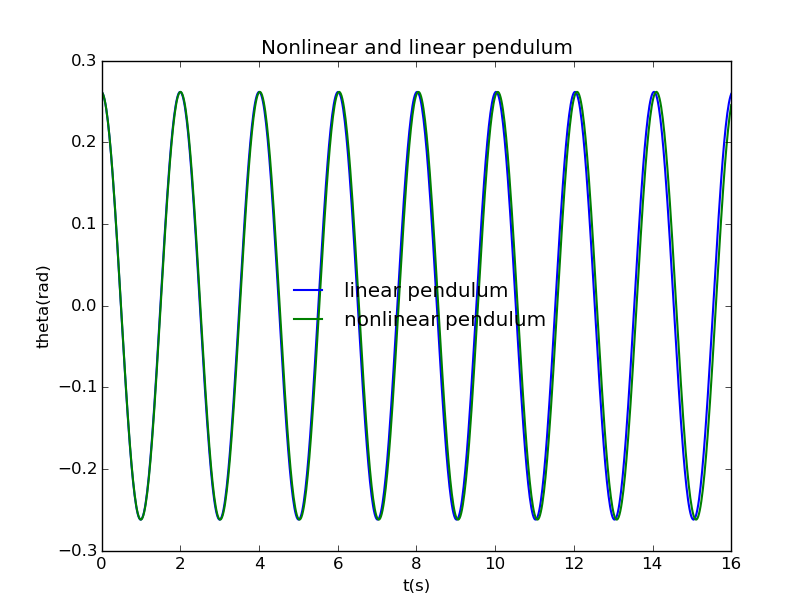 Nonlinear and linear pendulum
0.3
0.2
0.1
0.0
−0.1
−0.2
−0.3
theta(rad)
linear pendulum
nonlinear pendulum
0 2 4 6 8 10 12 14 16
t(s)